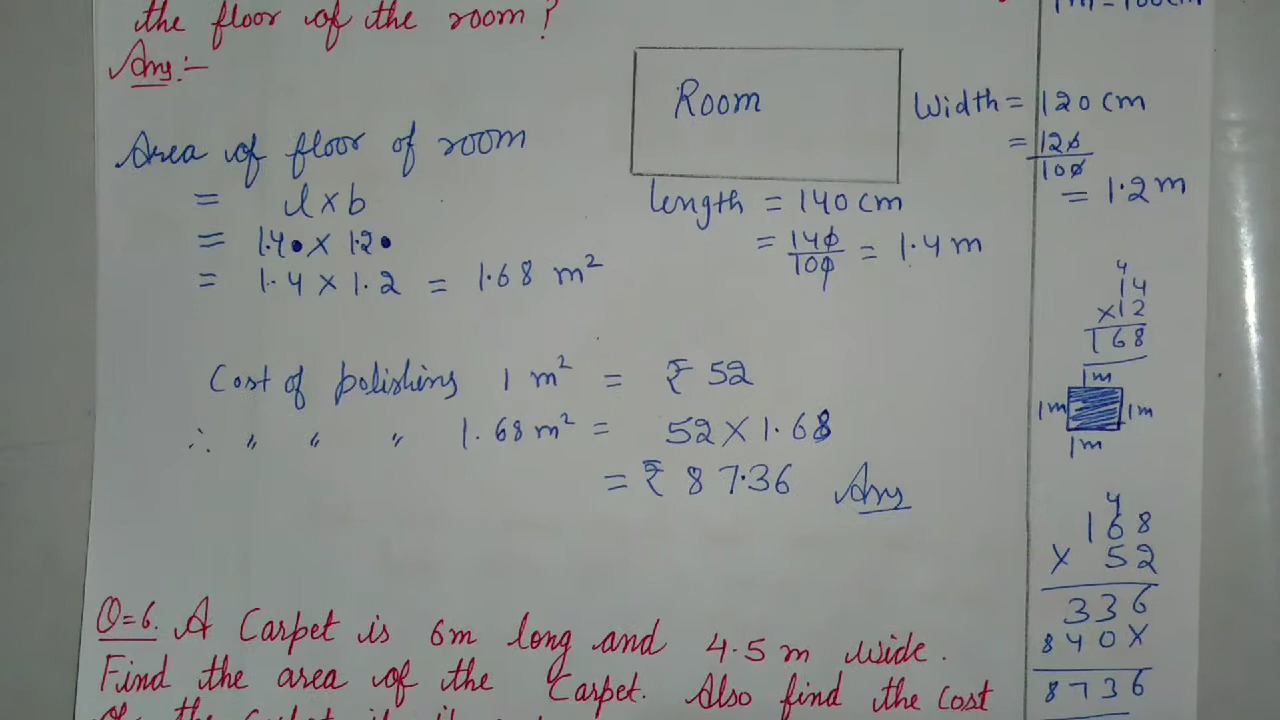 the floor of the room?
Ans:-
Room
Width = 120 cm
= 120/100
= 1.2 m
length = 140 cm
= 140/100 = 1.4 m
Area of floor of room
= l x b
= 1.40 x 1.20
= 1.4 x 1.2 = 1.68 m²
4
14
x12
168
Cost of polishing 1 m² = ₹ 52
∴ " " " 1.68 m² = 52 x 1.68
= ₹ 87.36 Ans
1m
1m 1m
1m
4
168
x 52
336
840x
8736
Q=6. A Carpet is 6m long and 4.5 m wide.
Find the area of the Carpet. Also find the cost